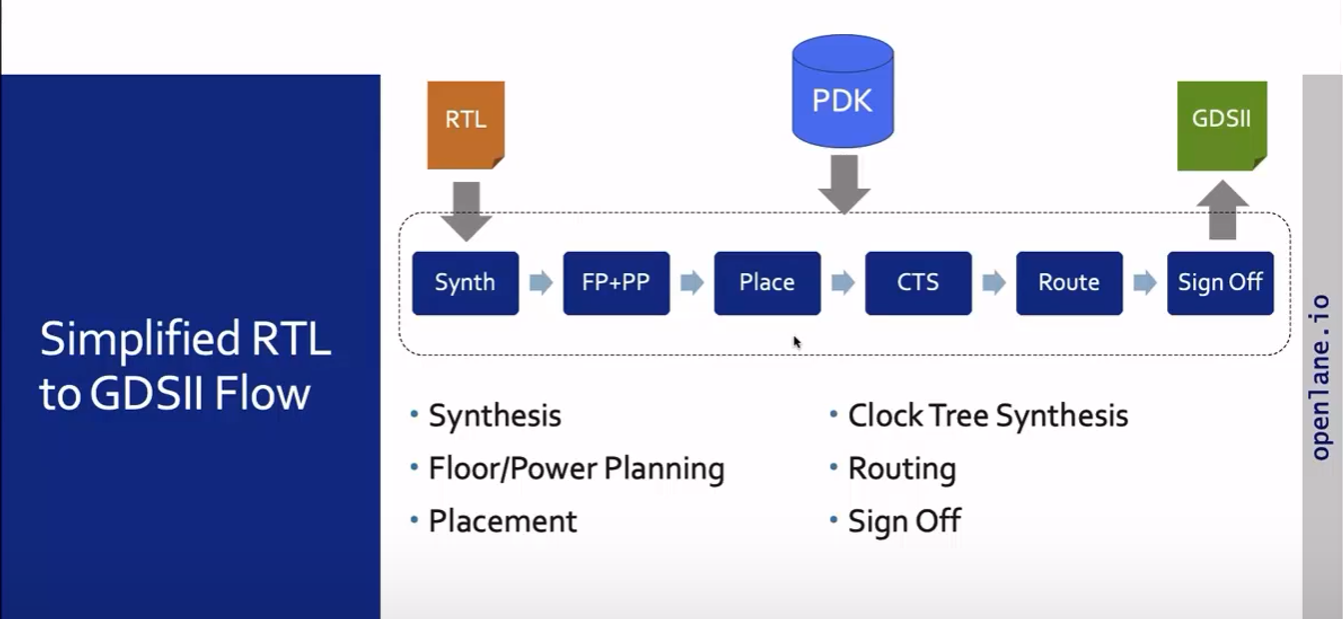 Simplified RTL
to GDSII Flow
RTL
PDK
GDSII
Synth
FP+PP
Place
CTS
Route
Sign Off
• Synthesis
• Floor/Power Planning
• Placement
• Clock Tree Synthesis
• Routing
• Sign Off
openlane.io